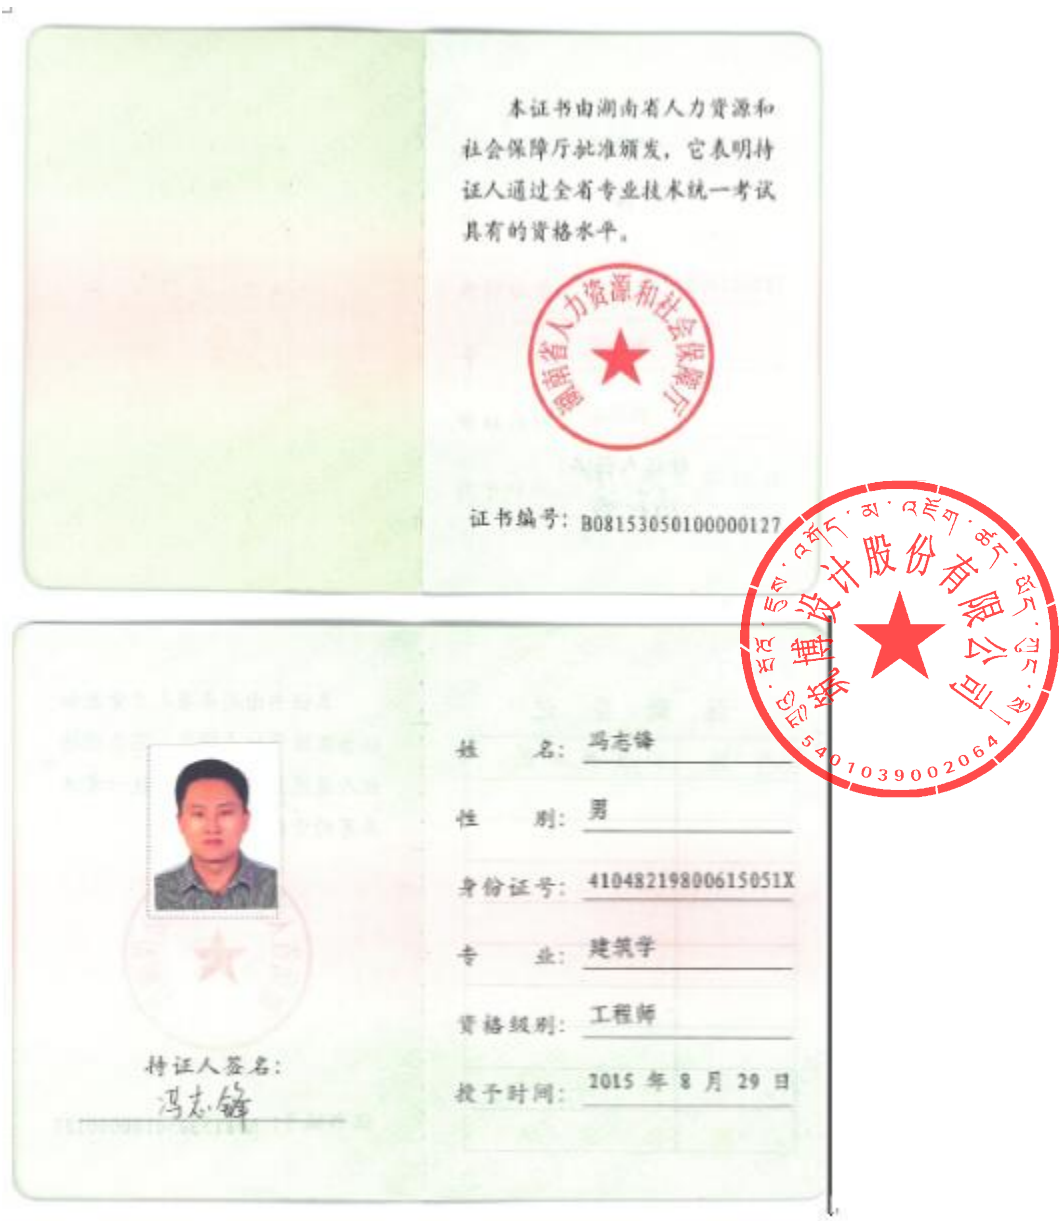 本证书由湖南省人力资源和
社会保障厅批准颁发，它表明持
证人通过全省专业技术统一考试
具有的资格水平。
湖南省人力资源和社会保障厅
证书编号：B08153050100000127
筑博设计股份有限公司
5401039002064
姓 名：冯志锋
性 别：男
身份证号：41048219800615051X
专 业：建筑学
资格级别：工程师
授予时间：2015 年 8 月 29 日
持证人签名：
冯志锋